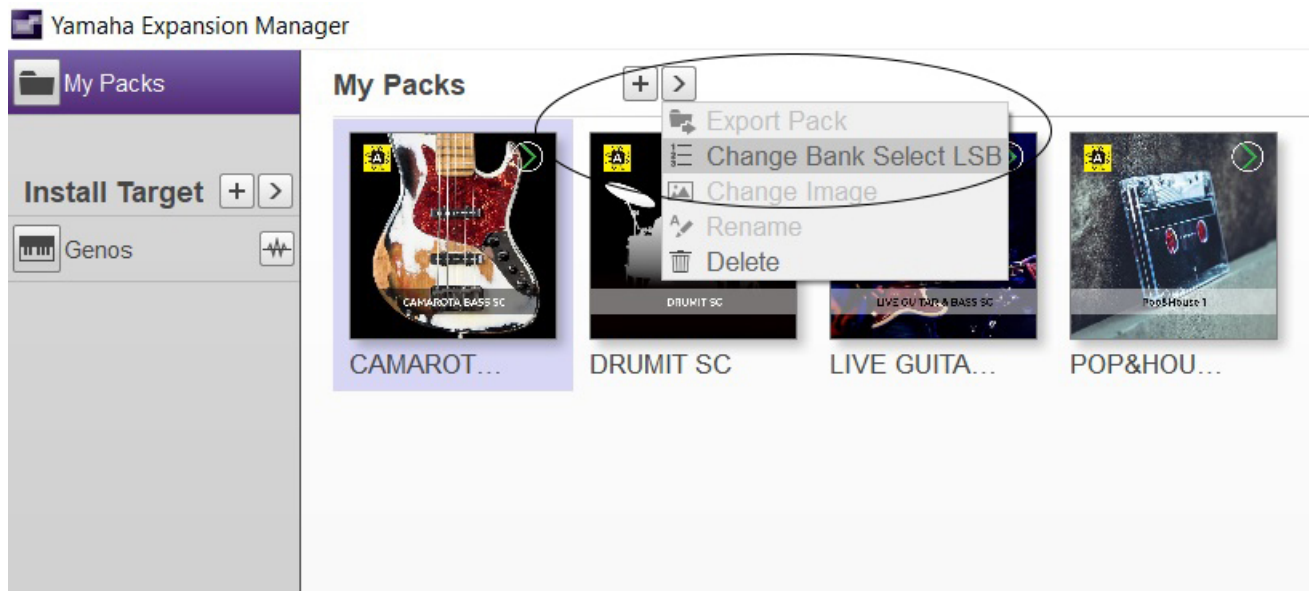 Yamaha Expansion Manager
My Packs
My Packs
Install Target
Genos
Export Pack
Change Bank Select LSB
Change Image
Rename
Delete
CAMAROTA BASS SC
DRUMIT SC
LIVE GUITAR & BASS SC
Pop&House 1
CAMAROT...
DRUMIT SC
LIVE GUITA...
POP&HOU...